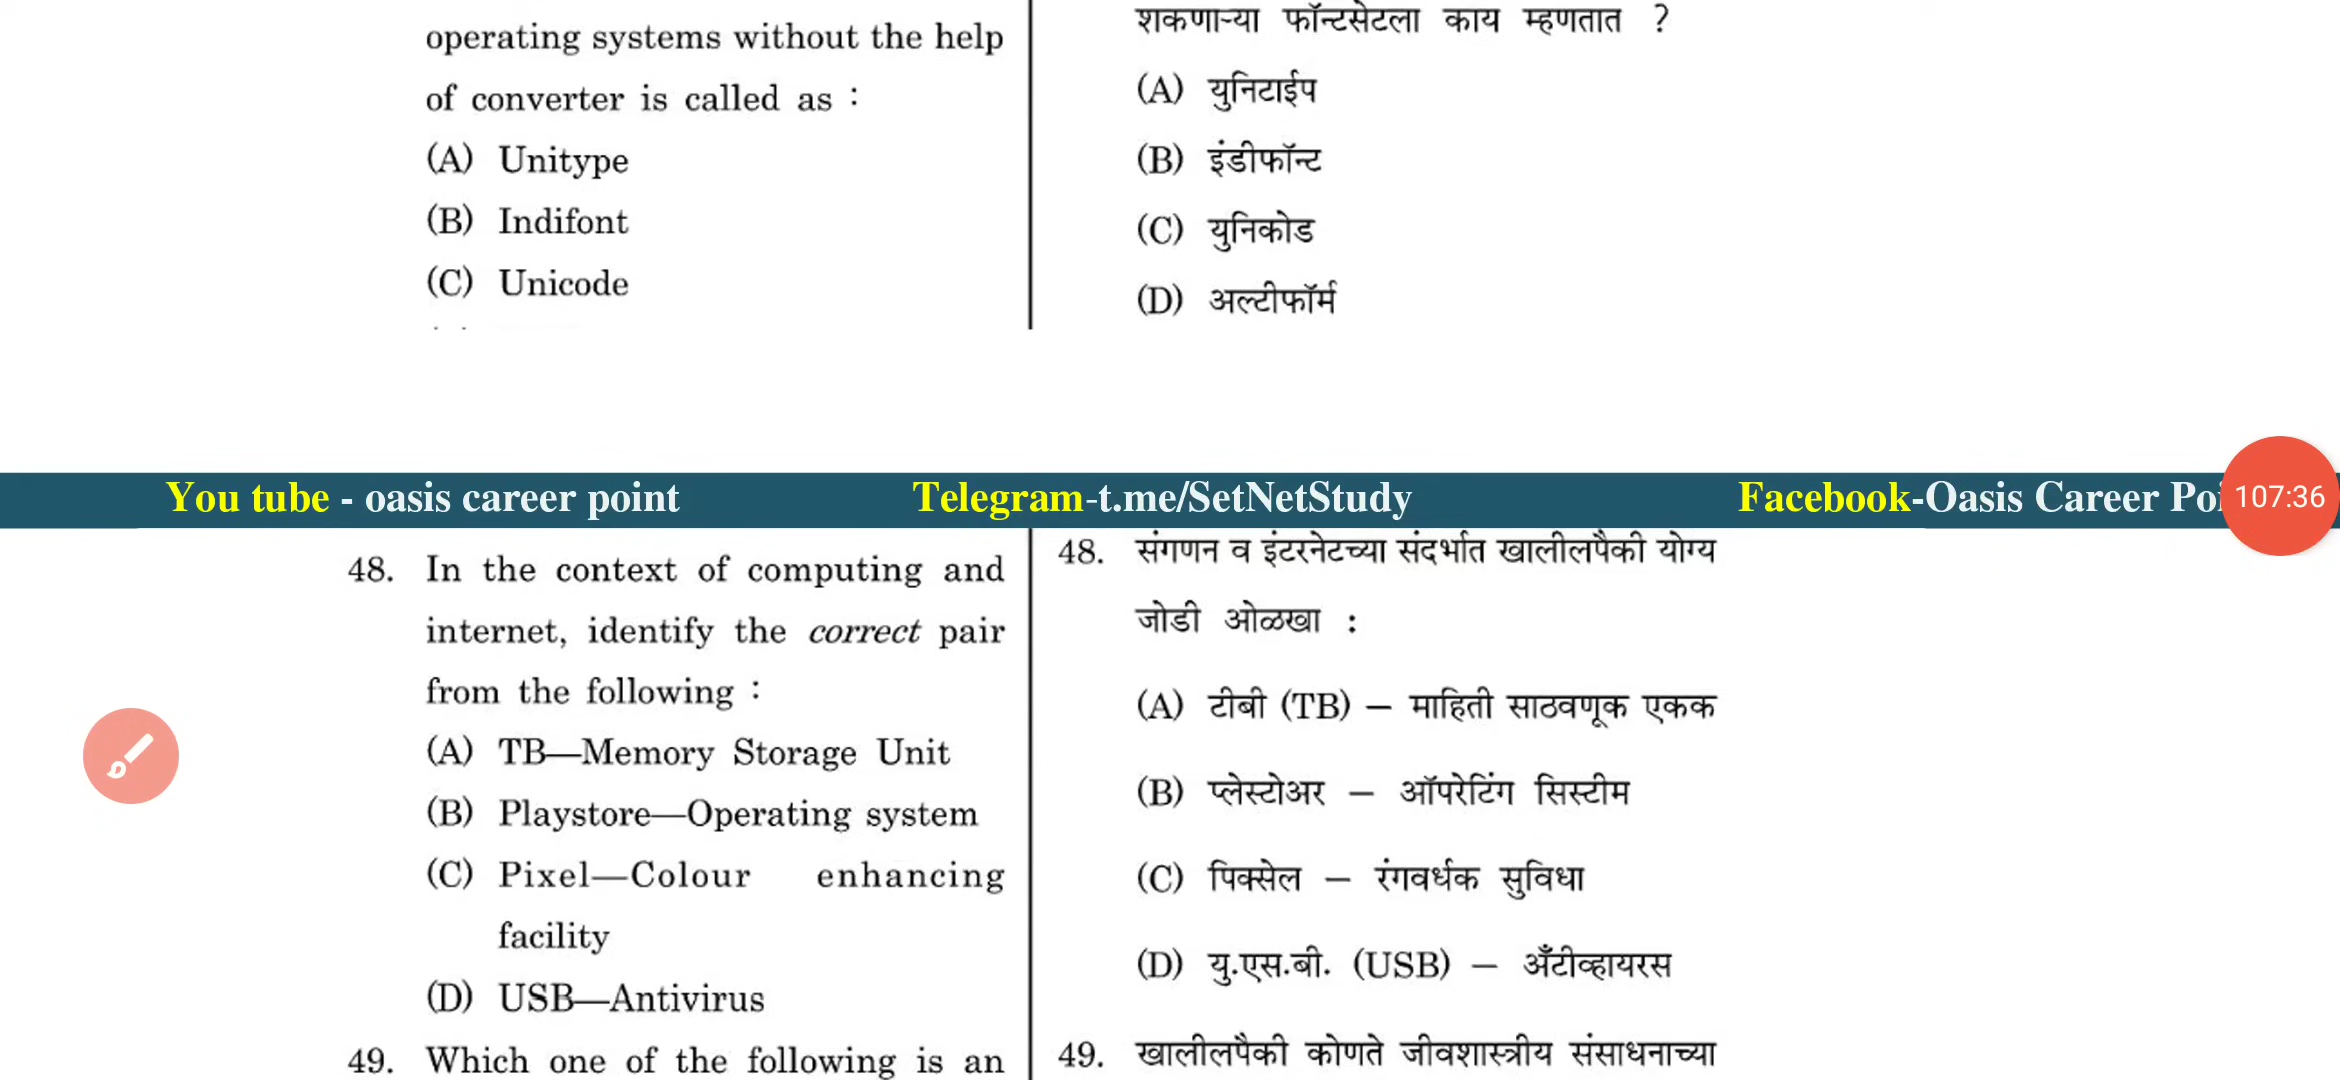 operating systems without the help
of converter is called as :
(A) Unitype
(B) Indifont
(C) Unicode
शकणाऱ्या फॉन्टसेटला काय म्हणतात ?
(A) युनिटाईप
(B) इंडीफॉन्ट
(C) युनिकोड
(D) अल्टीफॉर्म
You tube - oasis career point Telegram-t.me/SetNetStudy Facebook-Oasis Career Poi
107:36
48. In the context of computing and
internet, identify the correct pair
from the following :
(A) TB—Memory Storage Unit
(B) Playstore—Operating system
(C) Pixel—Colour enhancing
facility
(D) USB—Antivirus
49. Which one of the following is an
48. संगणन व इंटरनेटच्या संदर्भात खालीलपैकी योग्य
जोडी ओळखा :
(A) टीबी (TB) – माहिती साठवणूक एकक
(B) प्लेस्टोअर – ऑपरेटिंग सिस्टीम
(C) पिक्सेल – रंगवर्धक सुविधा
(D) यु.एस.बी. (USB) – अँटीव्हायरस
49. खालीलपैकी कोणते जीवशास्त्रीय संसाधनाच्या